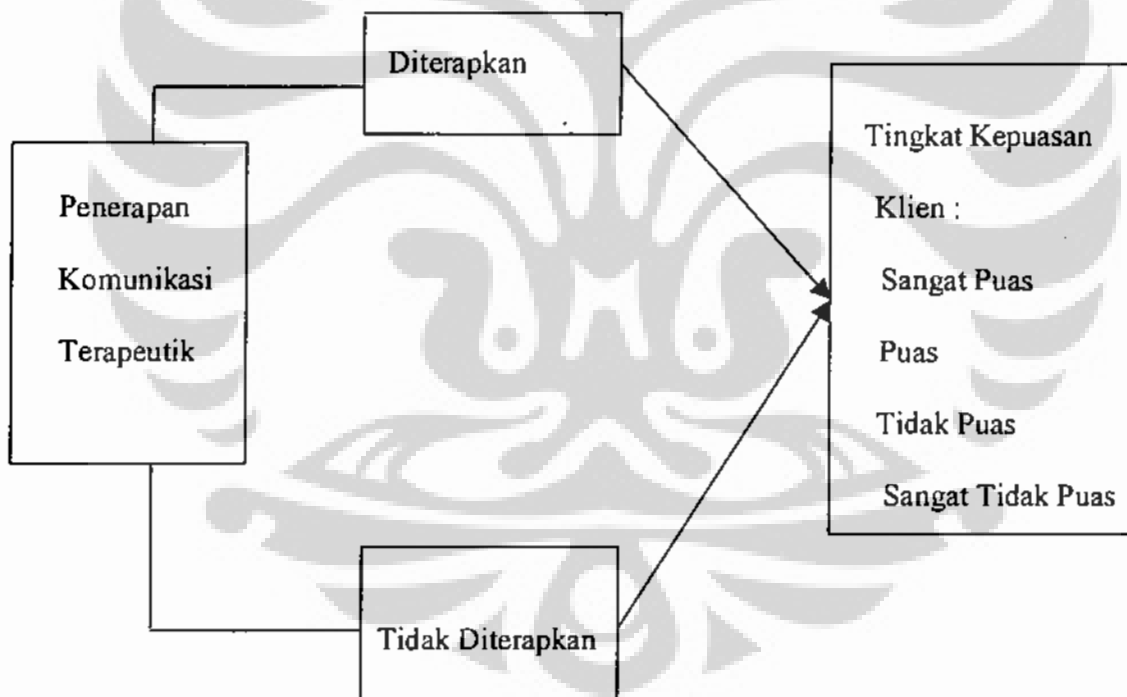 Diterapkan
Penerapan
Komunikasi
Terapeutik
Tidak Diterapkan
Tingkat Kepuasan
Klien :
Sangat Puas
Puas
Tidak Puas
Sangat Tidak Puas